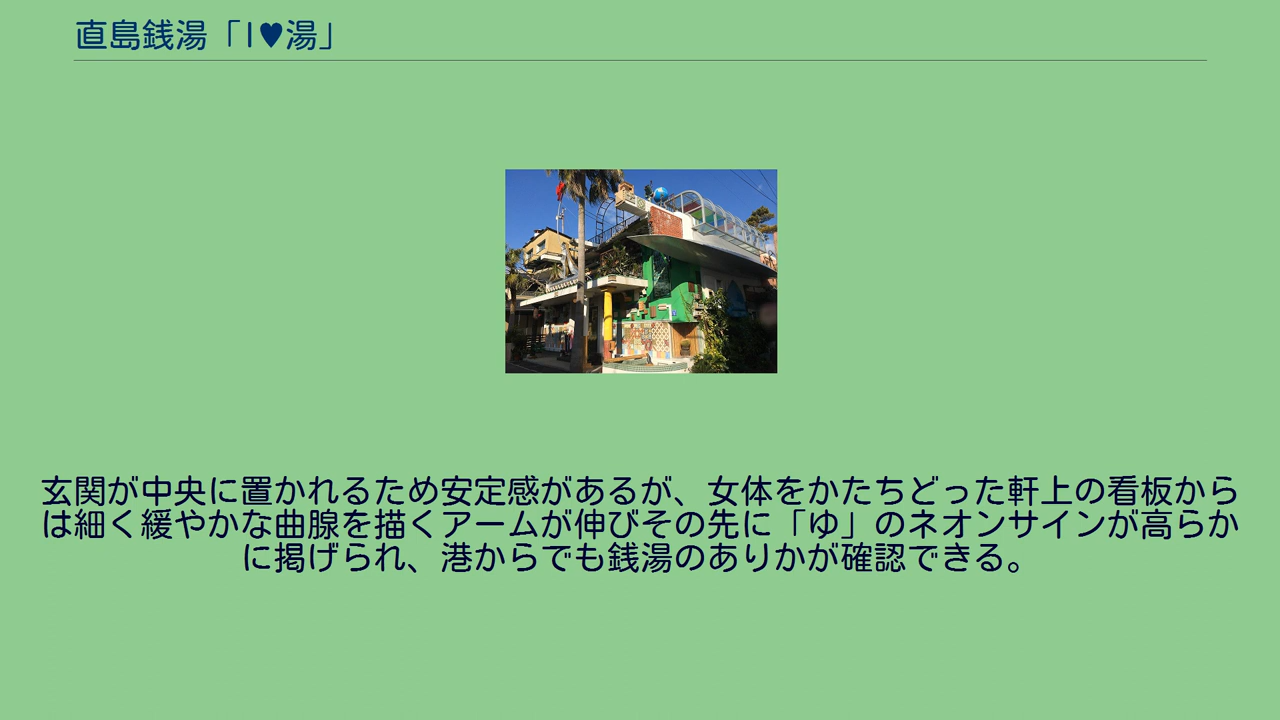 直島銭湯「I♥湯」
玄関が中央に置かれるため安定感があるが、女体をかたちどった軒上の看板から
は細く緩やかな曲腺を描くアームが伸びその先に「ゆ」のネオンサインが高らか
に掲げられ、港からでも銭湯のありかが確認できる。